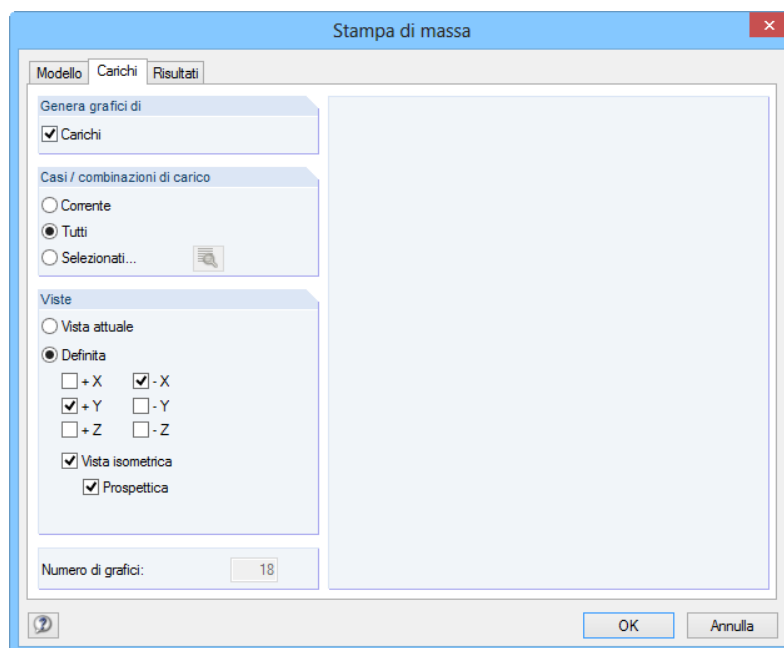 Stampa di massa
Modello
Carichi
Risultati
Genera grafici di
Carichi
Casi / combinazioni di carico
Corrente
Tutti
Selezionati...
Viste
Vista attuale
Definita
+ X
- X
+ Y
- Y
+ Z
- Z
Vista isometrica
Prospettica
Numero di grafici:
18
OK
Annulla